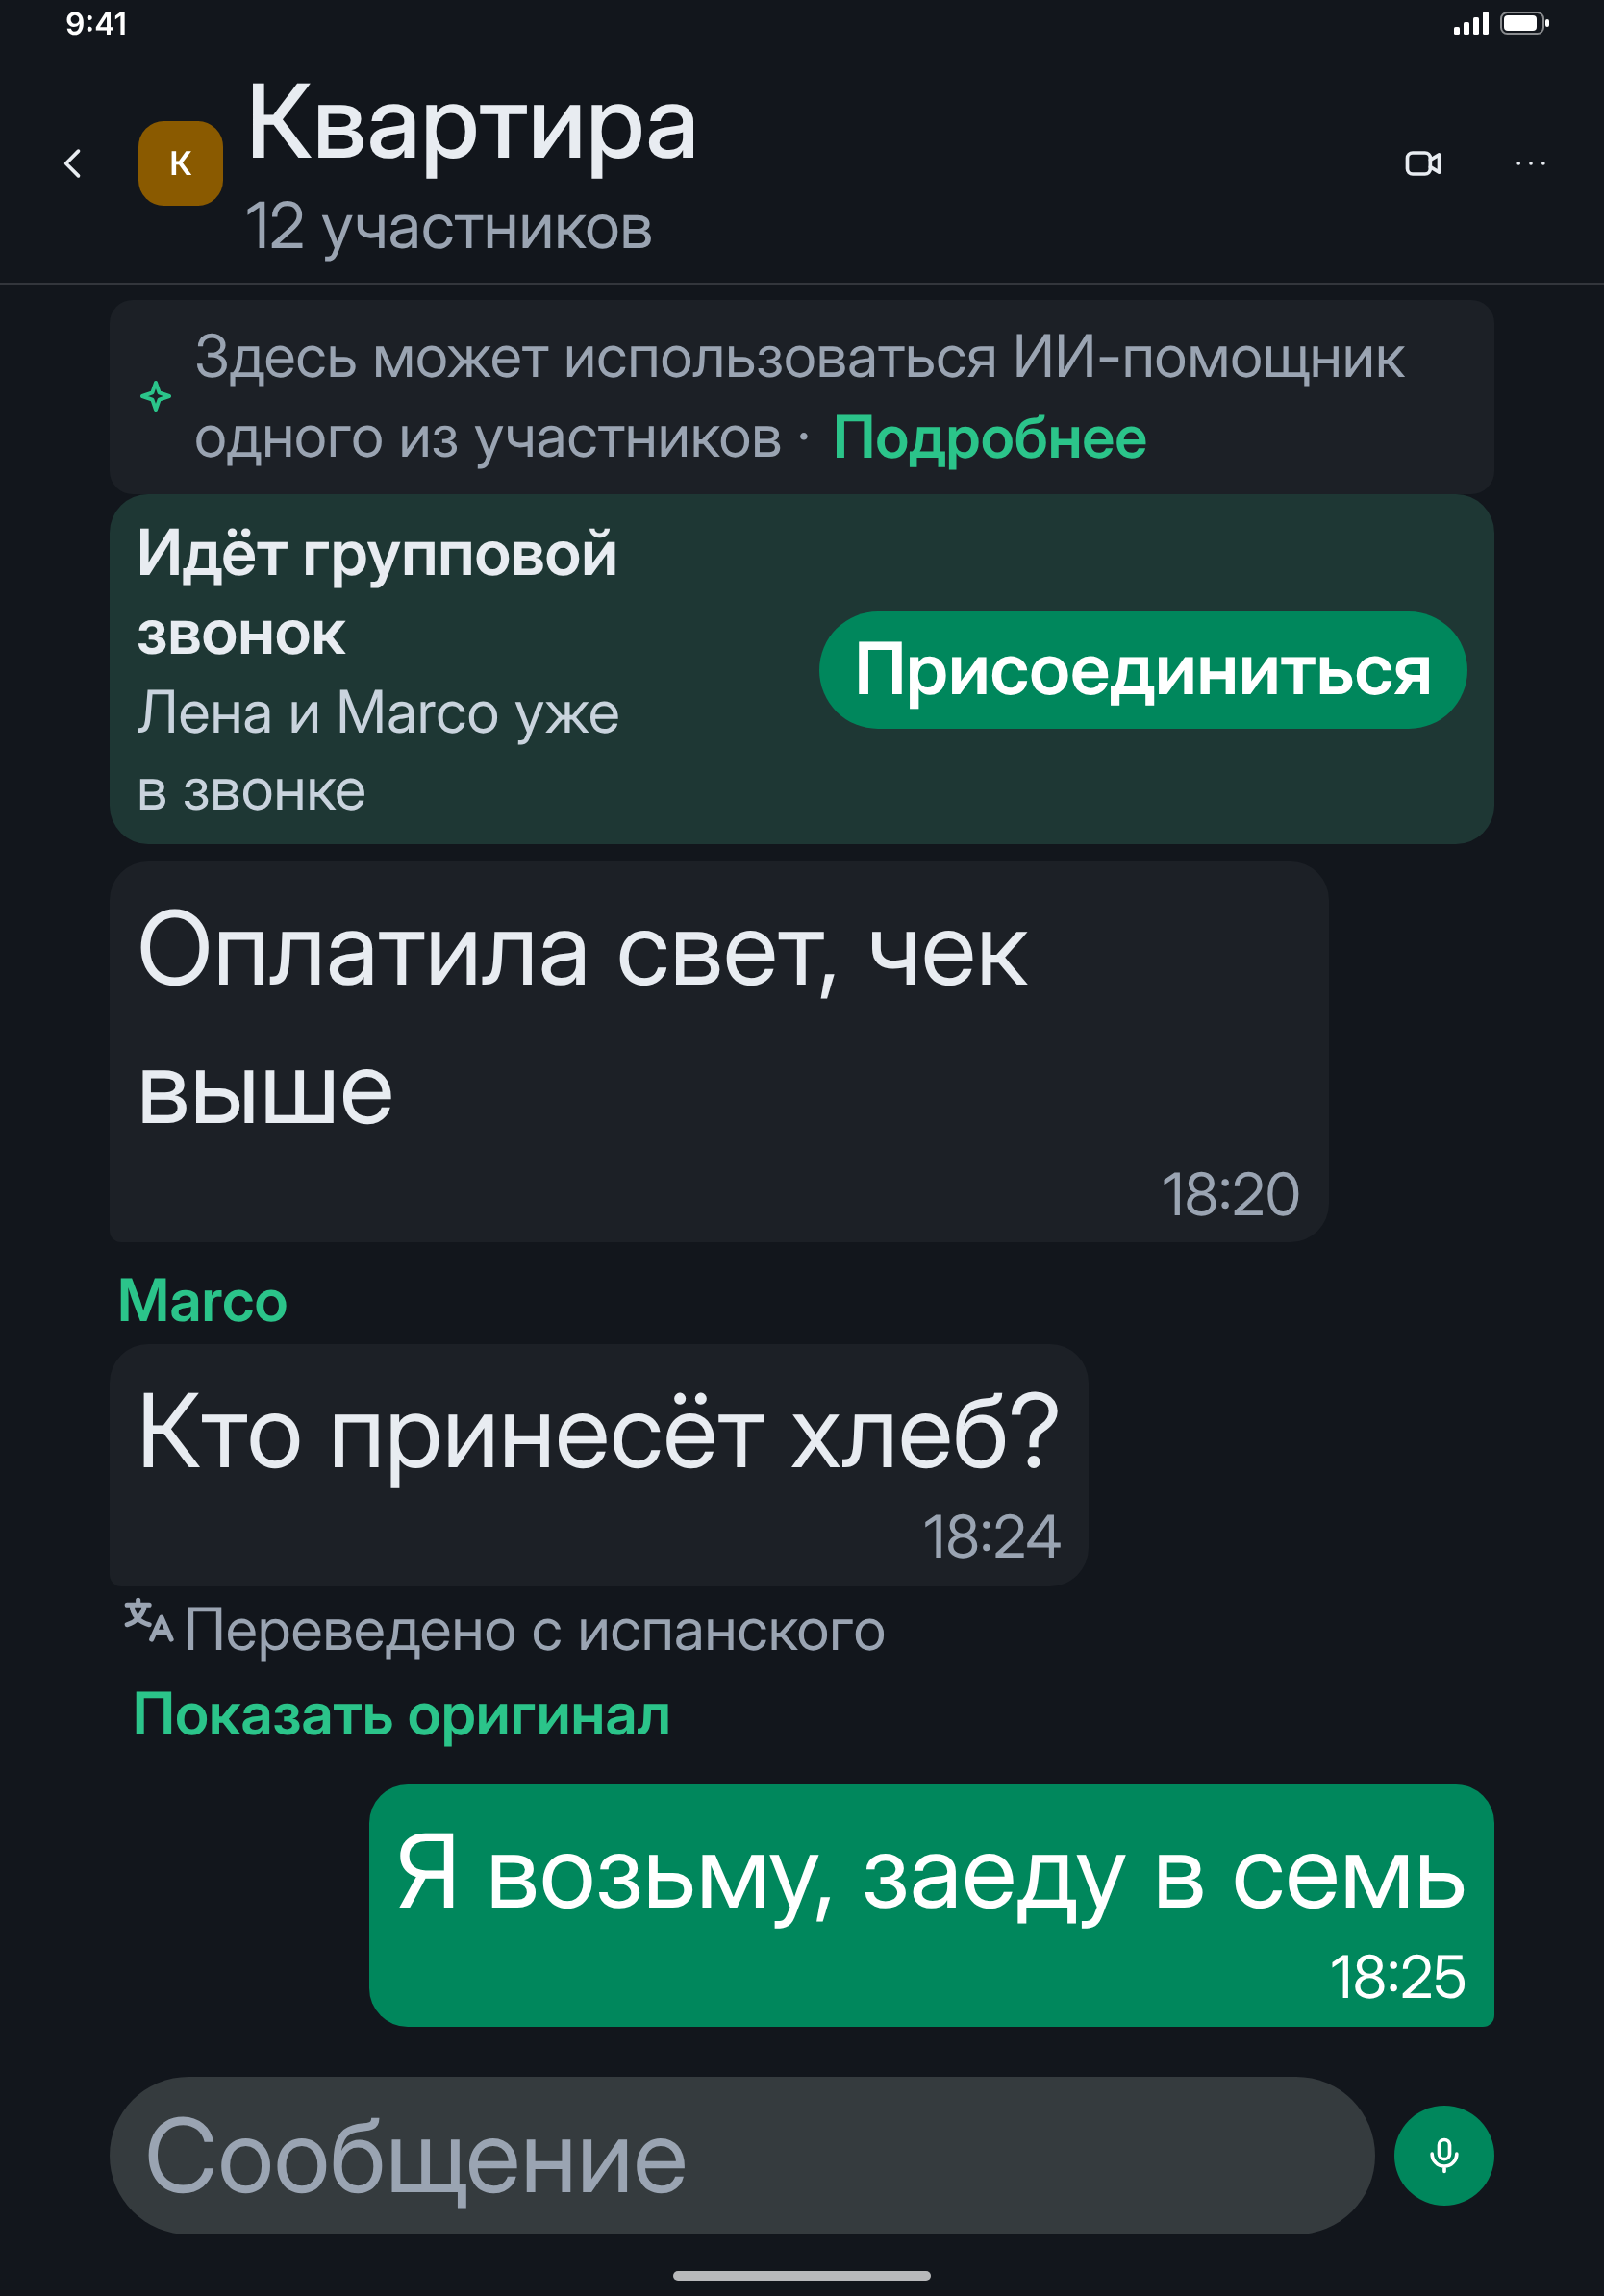 9:41
К
Квартира
12 участников
Здесь может использоваться ИИ-помощник
одного из участников · Подробнее
Идёт групповой
звонок
Лена и Marco уже
в звонке
Присоединиться
Оплатила свет, чек
выше
18:20
Marco
Кто принесёт хлеб?
18:24
Переведено с испанского
Показать оригинал
Я возьму, заеду в семь
18:25
Сообщение